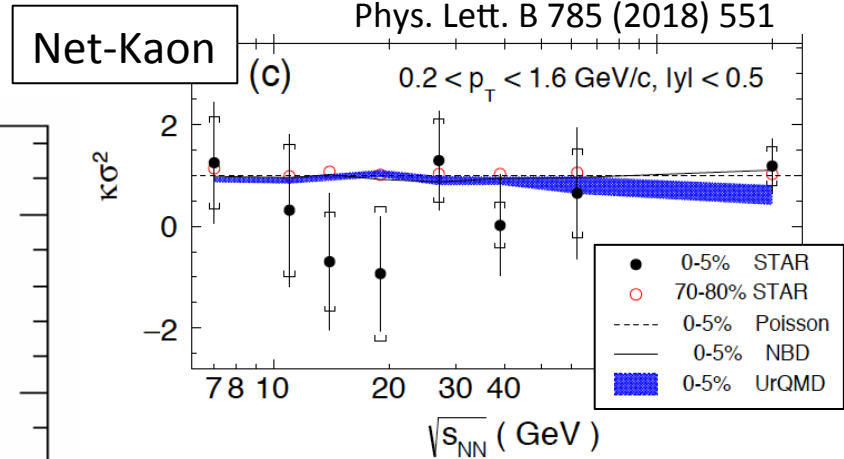 Phys. Lett. B 785 (2018) 551
Net-Kaon
(c)
0.2 < p_T < 1.6 GeV/c, |y| < 0.5
κσ²
2
0
−2
7 8 10 20 30 40
√s_NN ( GeV )
0-5% STAR
70-80% STAR
0-5% Poisson
0-5% NBD
0-5% UrQMD